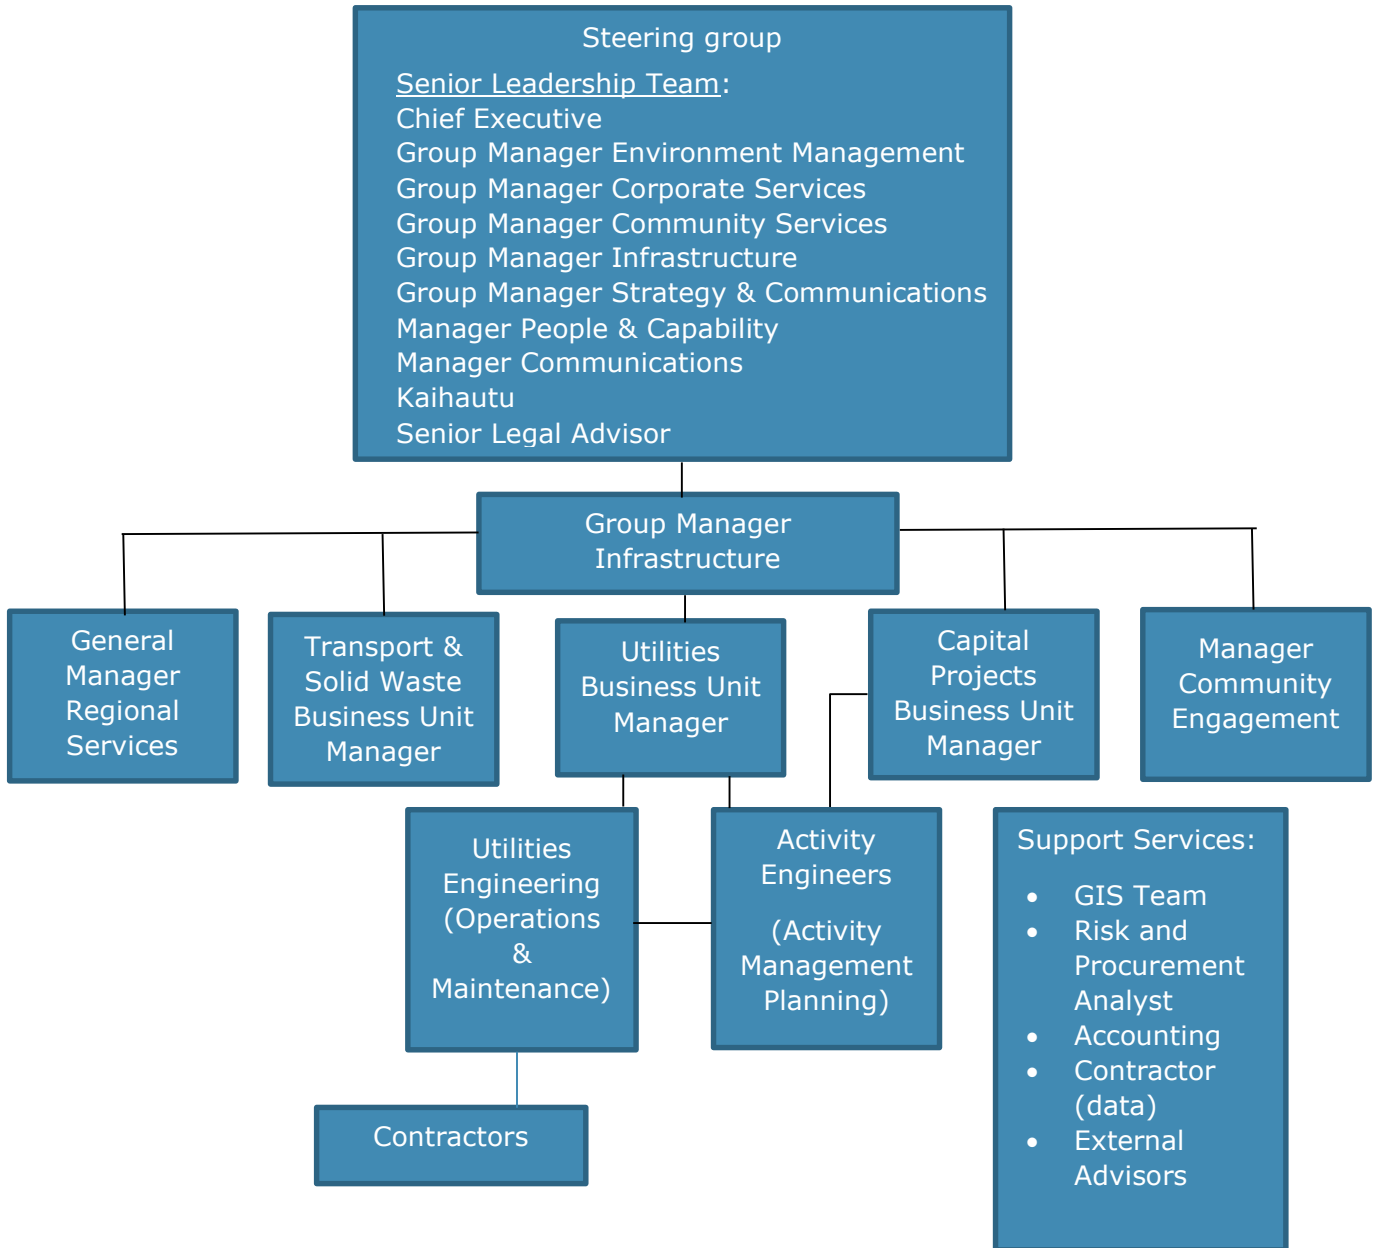 Steering group
Senior Leadership Team:
Chief Executive
Group Manager Environment Management
Group Manager Corporate Services
Group Manager Community Services
Group Manager Infrastructure
Group Manager Strategy & Communications
Manager People & Capability
Manager Communications
Kaihautu
Senior Legal Advisor
Group Manager
Infrastructure
General
Manager
Regional
Services
Transport &
Solid Waste
Business Unit
Manager
Utilities
Business Unit
Manager
Capital
Projects
Business Unit
Manager
Manager
Community
Engagement
Utilities
Engineering
(Operations
&
Maintenance)
Activity
Engineers
(Activity
Management
Planning)
Support Services:
• GIS Team
• Risk and
Procurement
Analyst
• Accounting
• Contractor
(data)
• External
Advisors
Contractors